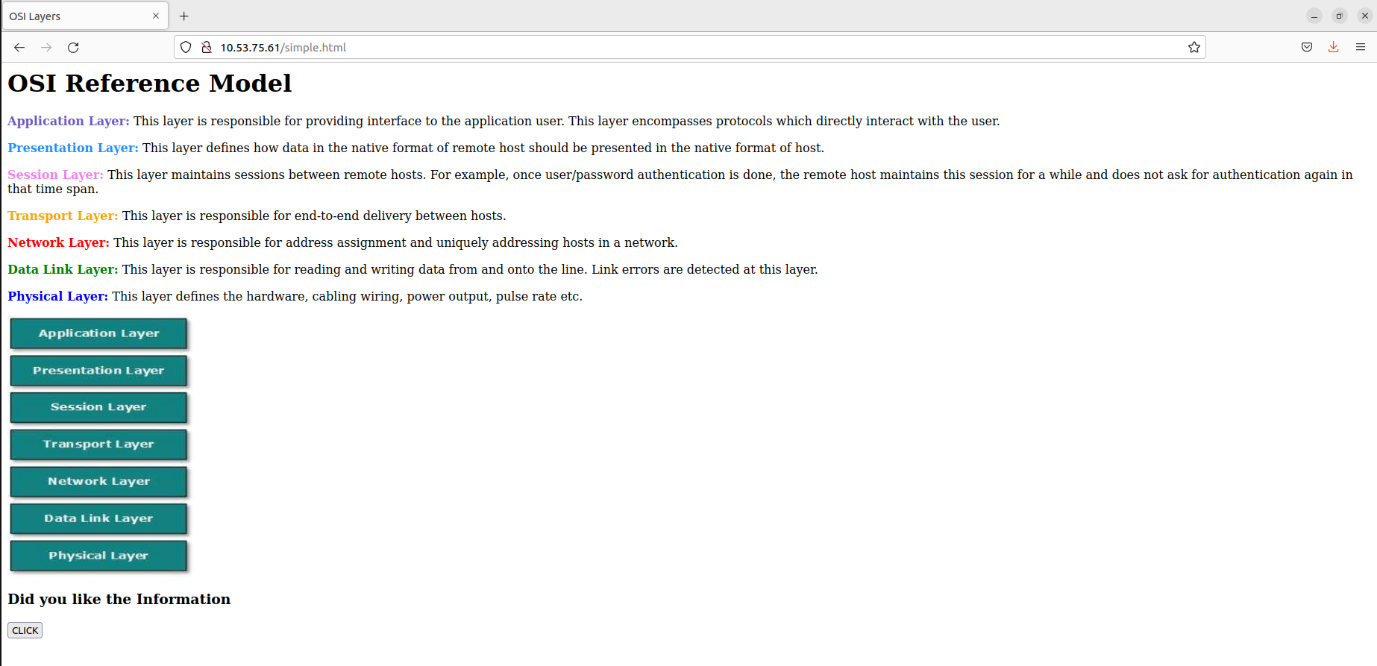 OSI Layers
10.53.75.61/simple.html
OSI Reference Model
Application Layer: This layer is responsible for providing interface to the application user. This layer encompasses protocols which directly interact with the user.
Presentation Layer: This layer defines how data in the native format of remote host should be presented in the native format of host.
Session Layer: This layer maintains sessions between remote hosts. For example, once user/password authentication is done, the remote host maintains this session for a while and does not ask for authentication again in
that time span.
Transport Layer: This layer is responsible for end-to-end delivery between hosts.
Network Layer: This layer is responsible for address assignment and uniquely addressing hosts in a network.
Data Link Layer: This layer is responsible for reading and writing data from and onto the line. Link errors are detected at this layer.
Physical Layer: This layer defines the hardware, cabling wiring, power output, pulse rate etc.
Application Layer
Presentation Layer
Session Layer
Transport Layer
Network Layer
Data Link Layer
Physical Layer
Did you like the Information
CLICK